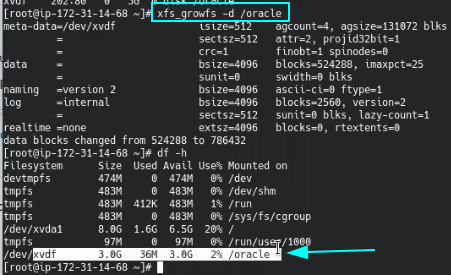 xvdf 202:80 0 3G 0 disk /oracle
[root@ip-172-31-14-68 ~]# xfs_growfs -d /oracle
meta-data=/dev/xvdf isize=512 agcount=4, agsize=131072 blks
= sectsz=512 attr=2, projid32bit=1
= crc=1 finobt=1 spinodes=0
data = bsize=4096 blocks=524288, imaxpct=25
= sunit=0 swidth=0 blks
naming =version 2 bsize=4096 ascii-ci=0 ftype=1
log =internal bsize=4096 blocks=2560, version=2
= sectsz=512 sunit=0 blks, lazy-count=1
realtime =none extsz=4096 blocks=0, rtextents=0
data blocks changed from 524288 to 786432
[root@ip-172-31-14-68 ~]# df -h
Filesystem Size Used Avail Use% Mounted on
devtmpfs 474M 0 474M 0% /dev
tmpfs 483M 0 483M 0% /dev/shm
tmpfs 483M 412K 483M 1% /run
tmpfs 483M 0 483M 0% /sys/fs/cgroup
/dev/xvda1 8.0G 1.6G 6.5G 20% /
tmpfs 97M 0 97M 0% /run/user/1000
/dev/xvdf 3.0G 36M 3.0G 2% /oracle
[root@ip-172-31-14-68 ~]#